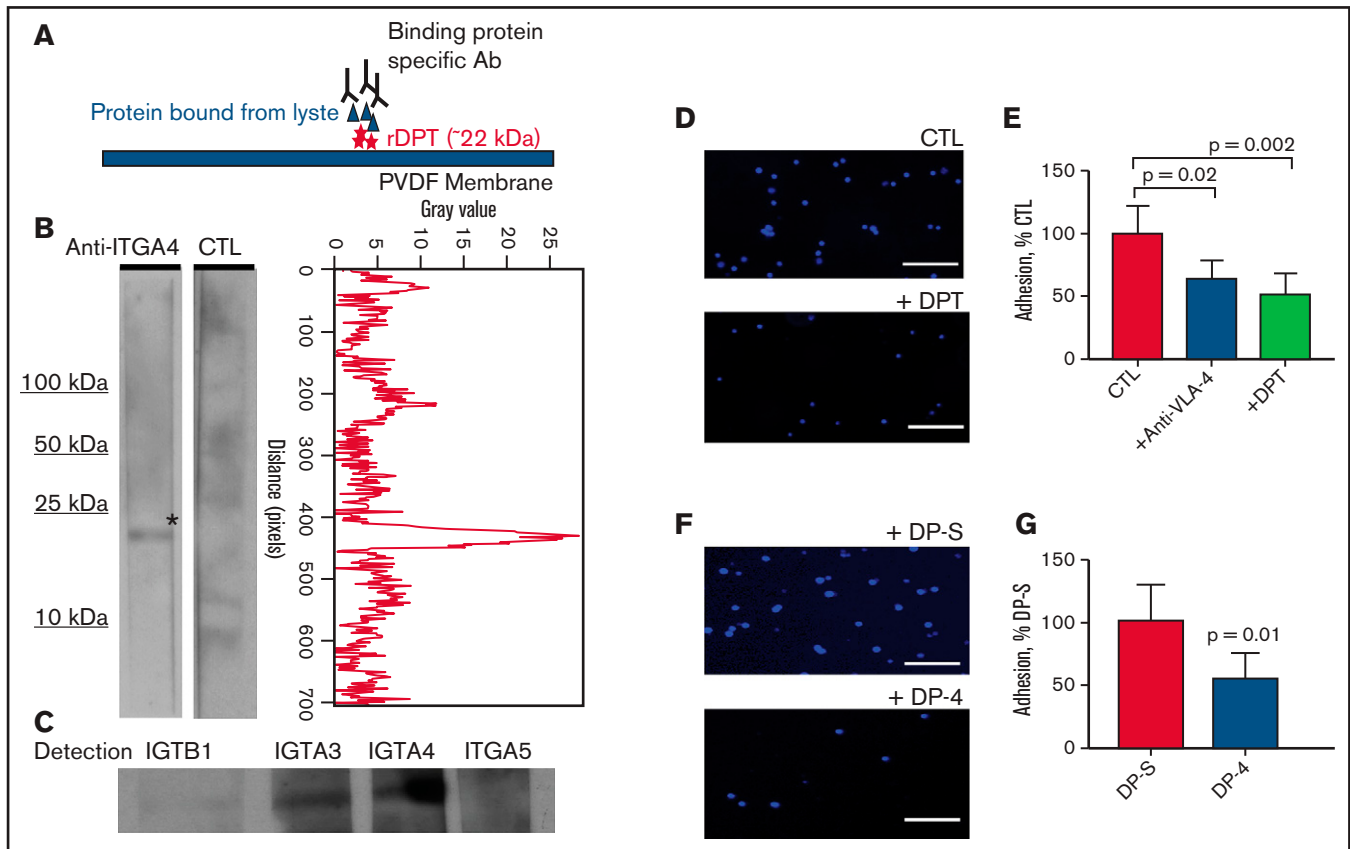 A
Binding protein
specific Ab
Protein bound from lyste
rDPT (~22 kDa)
PVDF Membrane
B
Anti-ITGA4
CTL
100 kDa
50 kDa
25 kDa
*
10 kDa
Gray value
0 5 10 15 20 25
0
100
200
300
400
500
600
700
Distance (pixels)
C
Detection IGTB1 IGTA3 IGTA4 ITGA5
D
CTL
+ DPT
E
p = 0.002
p = 0.02
Adhesion, % CTL
150
100
50
0
CTL
+Anti-VLA-4
+DPT
F
+ DP-S
+ DP-4
G
Adhesion, % DP-S
150
100
50
0
p = 0.01
DP-S
DP-4